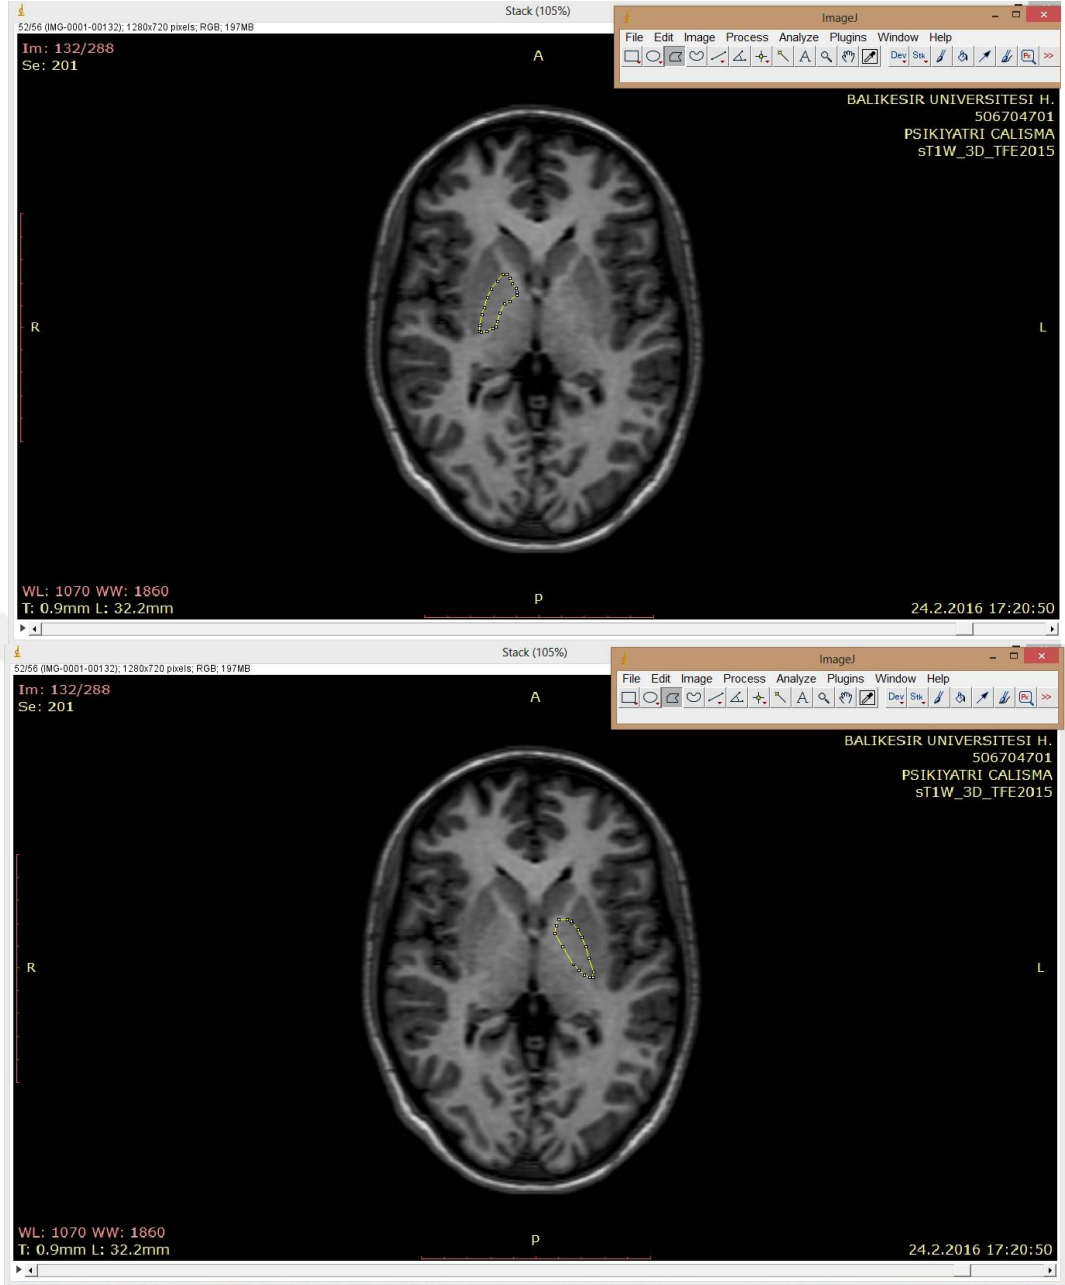 Stack (105%)
52/56 (IMG-0001-00132); 1280x720 pixels; RGB; 197MB
ImageJ
File Edit Image Process Analyze Plugins Window Help
Dev Stk >>
Im: 132/288
Se: 201
A
BALIKESIR UNIVERSITESI H.
506704701
PSIKIYATRI CALISMA
sT1W_3D_TFE2015
R
L
WL: 1070 WW: 1860
T: 0.9mm L: 32.2mm
P
24.2.2016 17:20:50
Stack (105%)
52/56 (IMG-0001-00132); 1280x720 pixels; RGB; 197MB
ImageJ
File Edit Image Process Analyze Plugins Window Help
Dev Stk >>
Im: 132/288
Se: 201
A
BALIKESIR UNIVERSITESI H.
506704701
PSIKIYATRI CALISMA
sT1W_3D_TFE2015
R
L
WL: 1070 WW: 1860
T: 0.9mm L: 32.2mm
P
24.2.2016 17:20:50